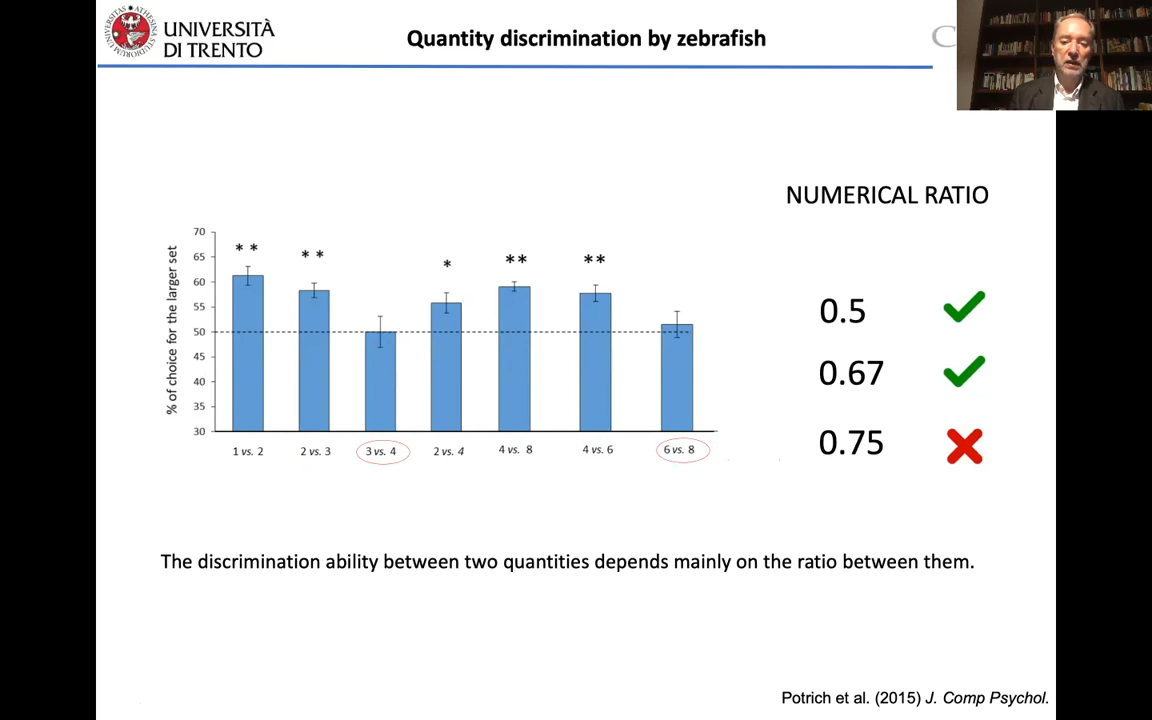 UNIVERSITÀ
DI TRENTO
Quantity discrimination by zebrafish
C
NUMERICAL RATIO
% of choice for the larger set
70
65
60
55
50
45
40
35
30
* *
* *
*
**
**
1 vs. 2
2 vs. 3
3 vs. 4
2 vs. 4
4 vs. 8
4 vs. 6
6 vs. 8
0.5
0.67
0.75
The discrimination ability between two quantities depends mainly on the ratio between them.
Potrich et al. (2015) J. Comp Psychol.